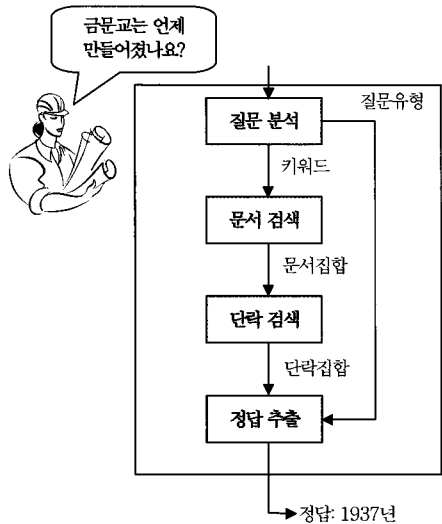 금문교는 언제
만들어졌나요?
질문유형
질문 분석
키워드
문서 검색
문서집합
단락 검색
단락집합
정답 추출
정답: 1937년